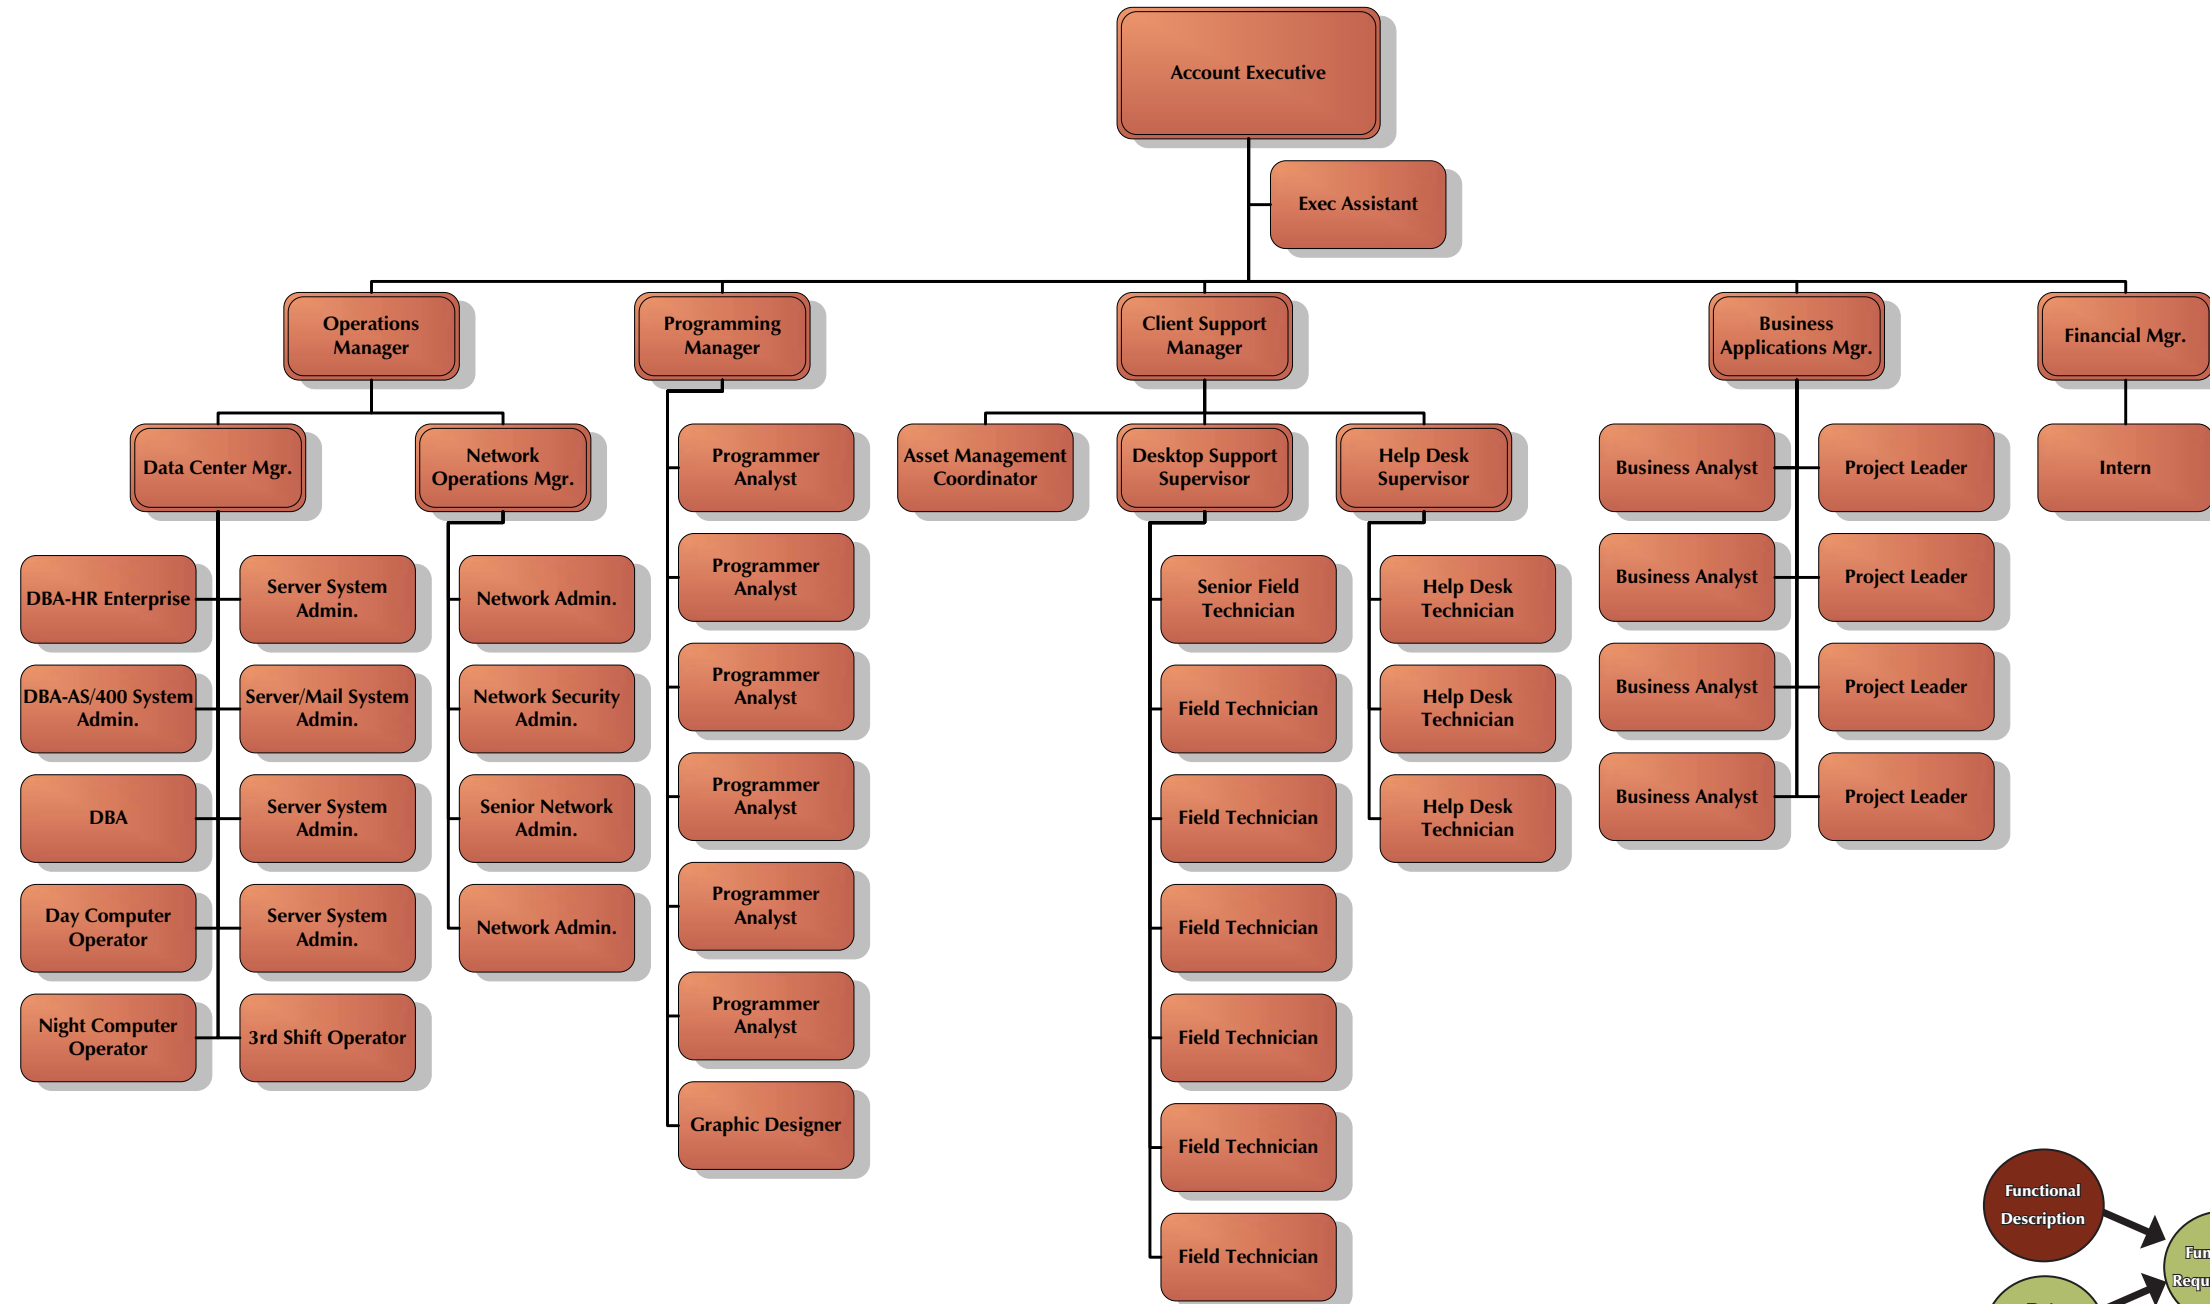 Account Executive
Exec Assistant
Operations
Manager
Programming
Manager
Client Support
Manager
Business
Applications Mgr.
Financial Mgr.
Data Center Mgr.
Network
Operations Mgr.
DBA-HR Enterprise
Server System
Admin.
DBA-AS/400 System
Admin.
Server/Mail System
Admin.
DBA
Server System
Admin.
Day Computer
Operator
Server System
Admin.
Night Computer
Operator
3rd Shift Operator
Network Admin.
Network Security
Admin.
Senior Network
Admin.
Network Admin.
Programmer
Analyst
Programmer
Analyst
Programmer
Analyst
Programmer
Analyst
Programmer
Analyst
Programmer
Analyst
Graphic Designer
Asset Management
Coordinator
Desktop Support
Supervisor
Help Desk
Supervisor
Senior Field
Technician
Field Technician
Field Technician
Field Technician
Field Technician
Field Technician
Field Technician
Help Desk
Technician
Help Desk
Technician
Help Desk
Technician
Business Analyst
Project Leader
Business Analyst
Project Leader
Business Analyst
Project Leader
Business Analyst
Project Leader
Intern
Functional
Description